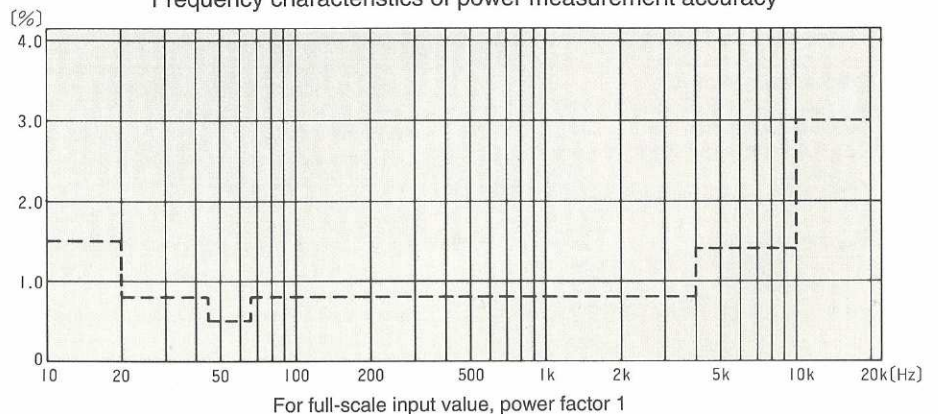 Frequency characteristics of power measurement accuracy
(%)
4.0
3.0
2.0
1.0
0
10 20 50 100 200 500 1k 2k 5k 10k 20k(Hz)
For full-scale input value, power factor 1